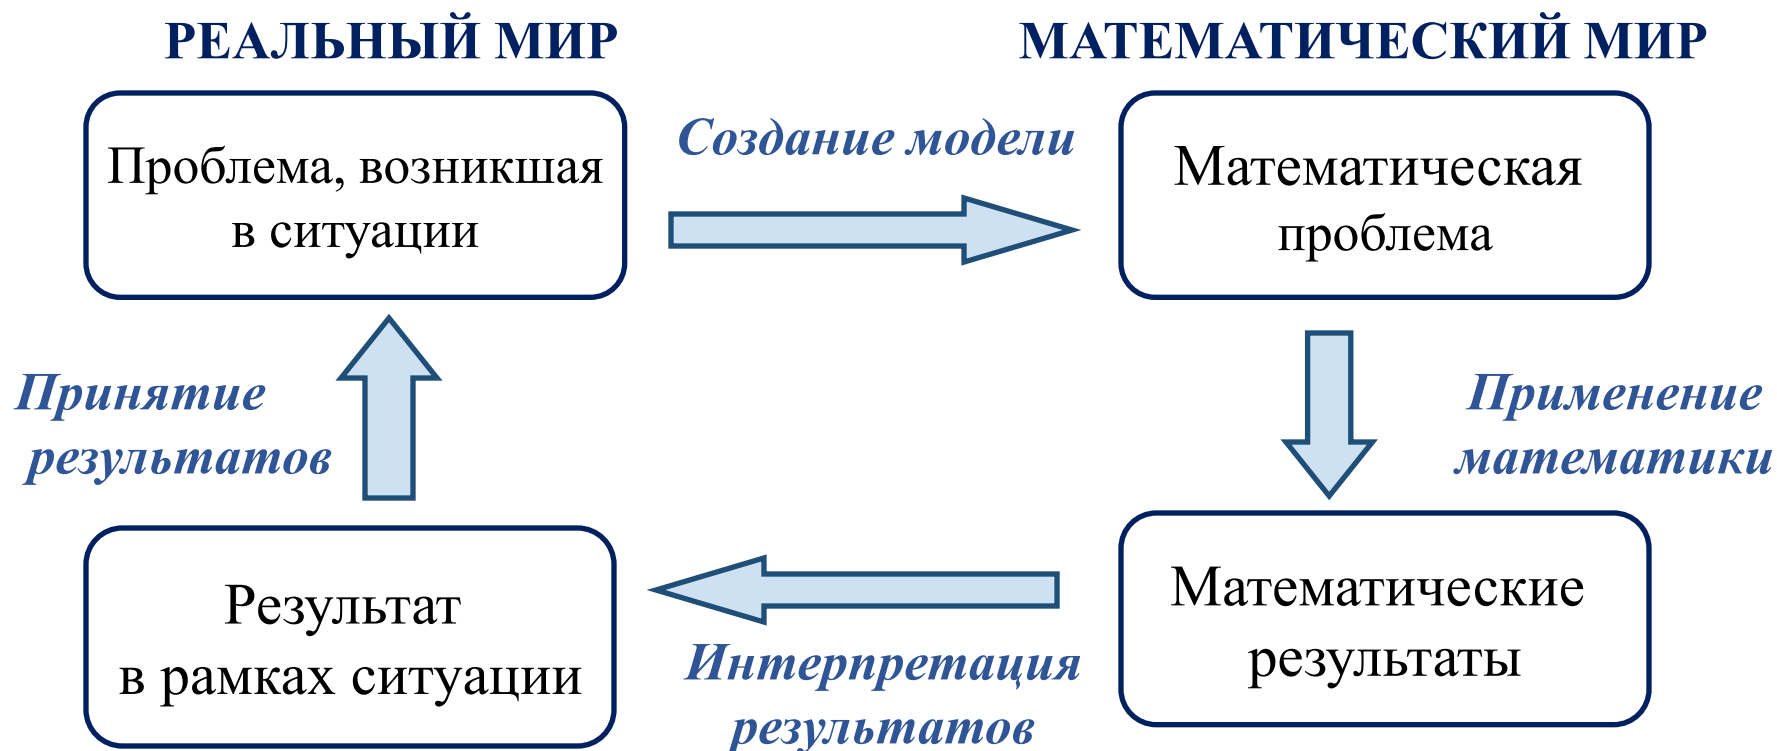 РЕАЛЬНЫЙ МИР
МАТЕМАТИЧЕСКИЙ МИР
Проблема, возникшая
в ситуации
Создание модели
Математическая
проблема
Принятие
результатов
Применение
математики
Результат
в рамках ситуации
Интерпретация
результатов
Математические
результаты